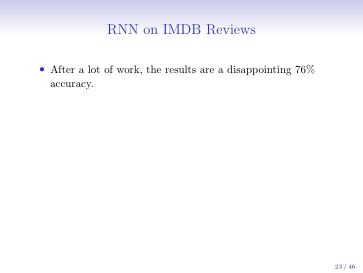 RNN on IMDB Reviews
• After a lot of work, the results are a disappointing 76%
accuracy.
23 / 46